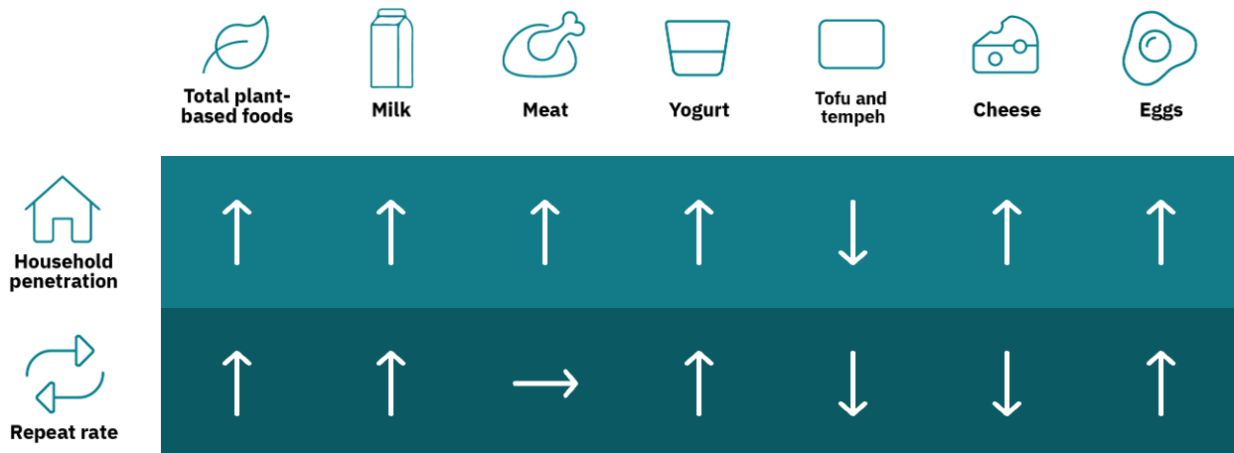 Total plant-
based foods
Milk
Meat
Yogurt
Tofu and
tempeh
Cheese
Eggs
Household
penetration
Repeat rate